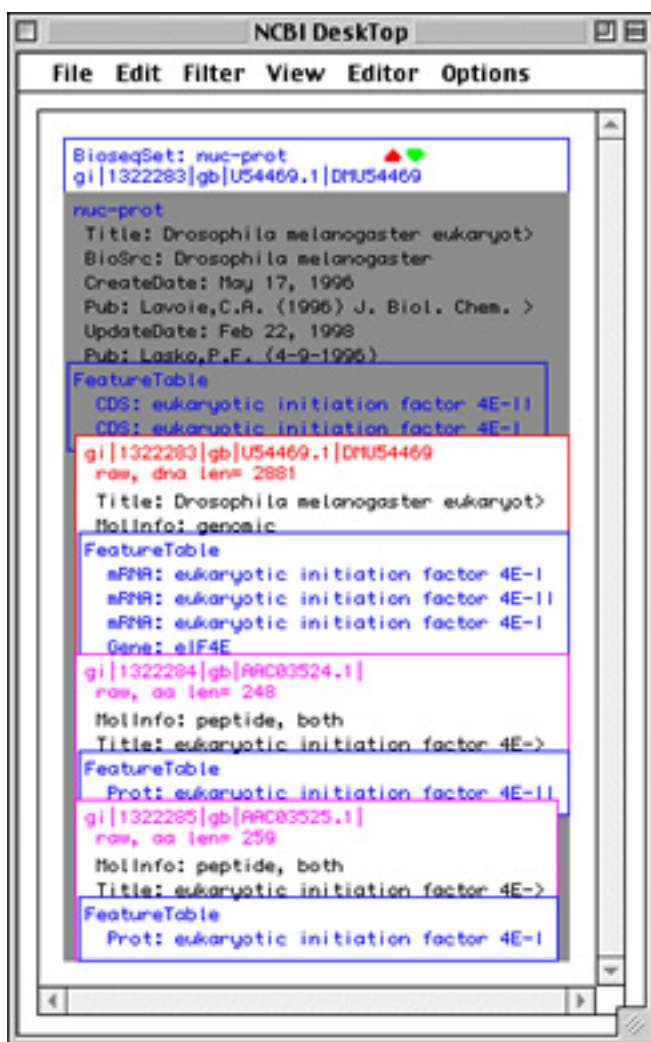 NCBI DeskTop
File Edit Filter View Editor Options
BioseqSet: nuc-prot
gi|1322283|gb|U54469.1|DMU54469
nuc-prot
Title: Drosophila melanogaster eukaryot>
BioSrc: Drosophila melanogaster
CreateDate: May 17, 1996
Pub: Lavoie,C.A. (1996) J. Biol. Chem. >
UpdateDate: Feb 22, 1998
Pub: Lasko,P.F. (4-9-1996)
FeatureTable
CDS: eukaryotic initiation factor 4E-II
CDS: eukaryotic initiation factor 4E-I
gi|1322283|gb|U54469.1|DMU54469
raw, dna len= 2881
Title: Drosophila melanogaster eukaryot>
MolInfo: genomic
FeatureTable
mRNA: eukaryotic initiation factor 4E-I
mRNA: eukaryotic initiation factor 4E-II
mRNA: eukaryotic initiation factor 4E-I
Gene: eIF4E
gi|1322284|gb|AAC03524.1|
raw, aa len= 248
MolInfo: peptide, both
Title: eukaryotic initiation factor 4E->
FeatureTable
Prot: eukaryotic initiation factor 4E-II
gi|1322285|gb|AAC03525.1|
raw, aa len= 259
MolInfo: peptide, both
Title: eukaryotic initiation factor 4E->
FeatureTable
Prot: eukaryotic initiation factor 4E-I